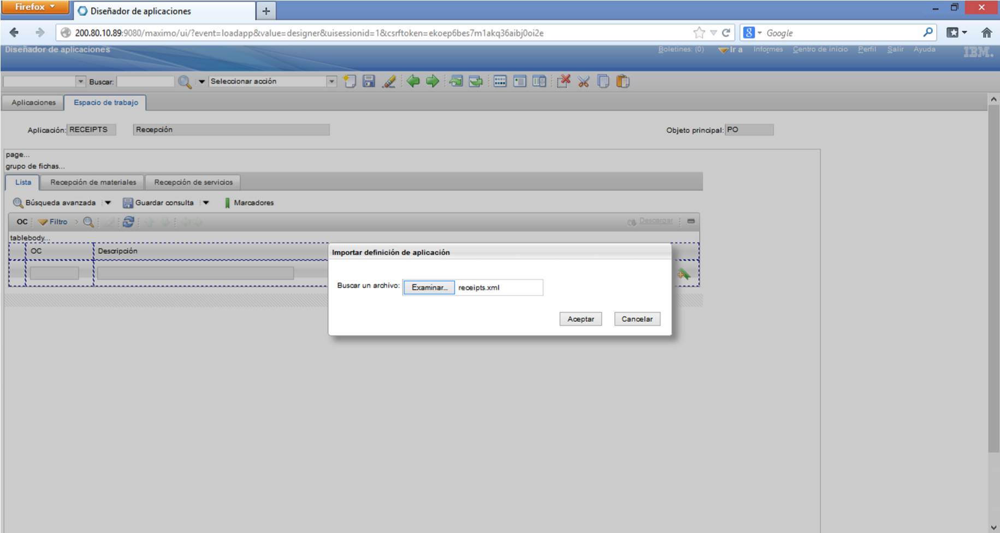 Firefox
Diseñador de aplicaciones
200.80.10.89:9080/maximo/ui/?event=loadapp&value=designer&uisessionid=1&csrftoken=ekoep6bes7m1akq36aibj0oi2e
Google
Diseñador de aplicaciones
Boletines: (0) Ir a Informes Centro de inicio Perfil Salir Ayuda IBM.
Buscar: Seleccionar acción
Aplicaciones Espacio de trabajo
Aplicación: RECEIPTS Recepción Objeto principal: PO
page...
grupo de fichas...
Lista Recepción de materiales Recepción de servicios
Búsqueda avanzada Guardar consulta Marcadores
OC Filtro Descargar
tablebody...
OC Descripción
Importar definición de aplicación
Buscar un archivo: Examinar... receipts.xml
Aceptar Cancelar